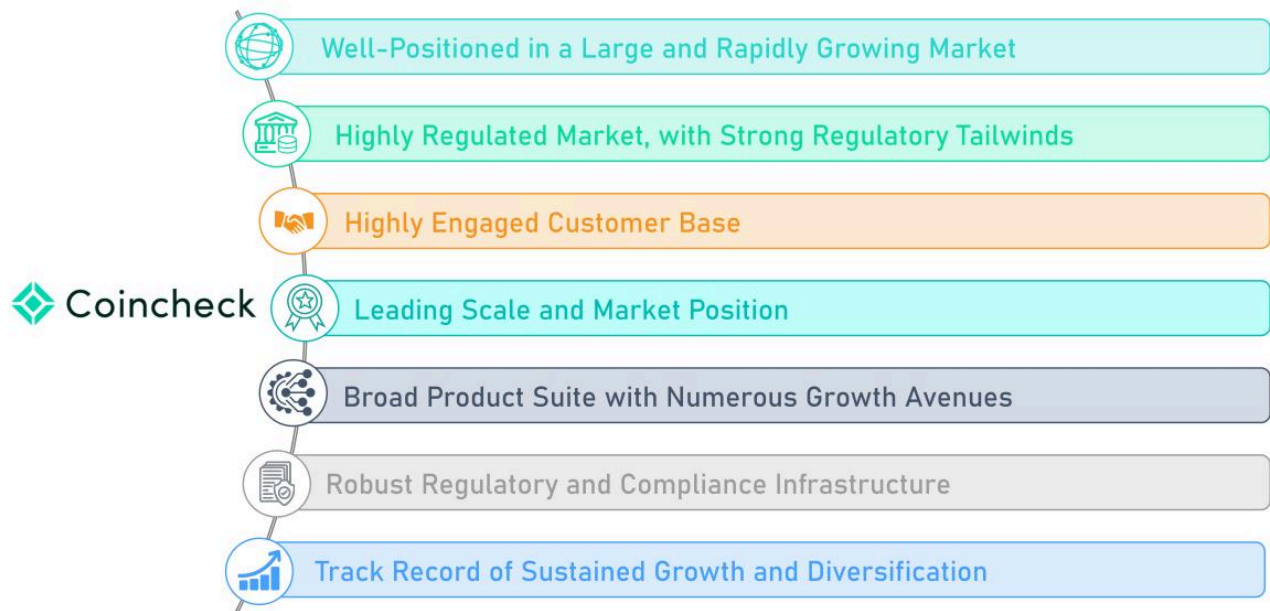 Well-Positioned in a Large and Rapidly Growing Market
Highly Regulated Market, with Strong Regulatory Tailwinds
Highly Engaged Customer Base
Coincheck
Leading Scale and Market Position
Broad Product Suite with Numerous Growth Avenues
Robust Regulatory and Compliance Infrastructure
Track Record of Sustained Growth and Diversification